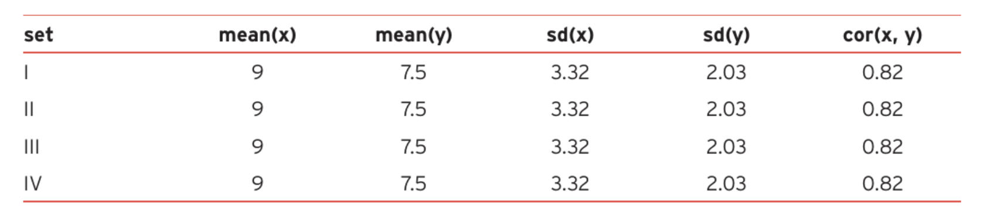 set mean(x) mean(y) sd(x) sd(y) cor(x, y)
I 9 7.5 3.32 2.03 0.82
II 9 7.5 3.32 2.03 0.82
III 9 7.5 3.32 2.03 0.82
IV 9 7.5 3.32 2.03 0.82